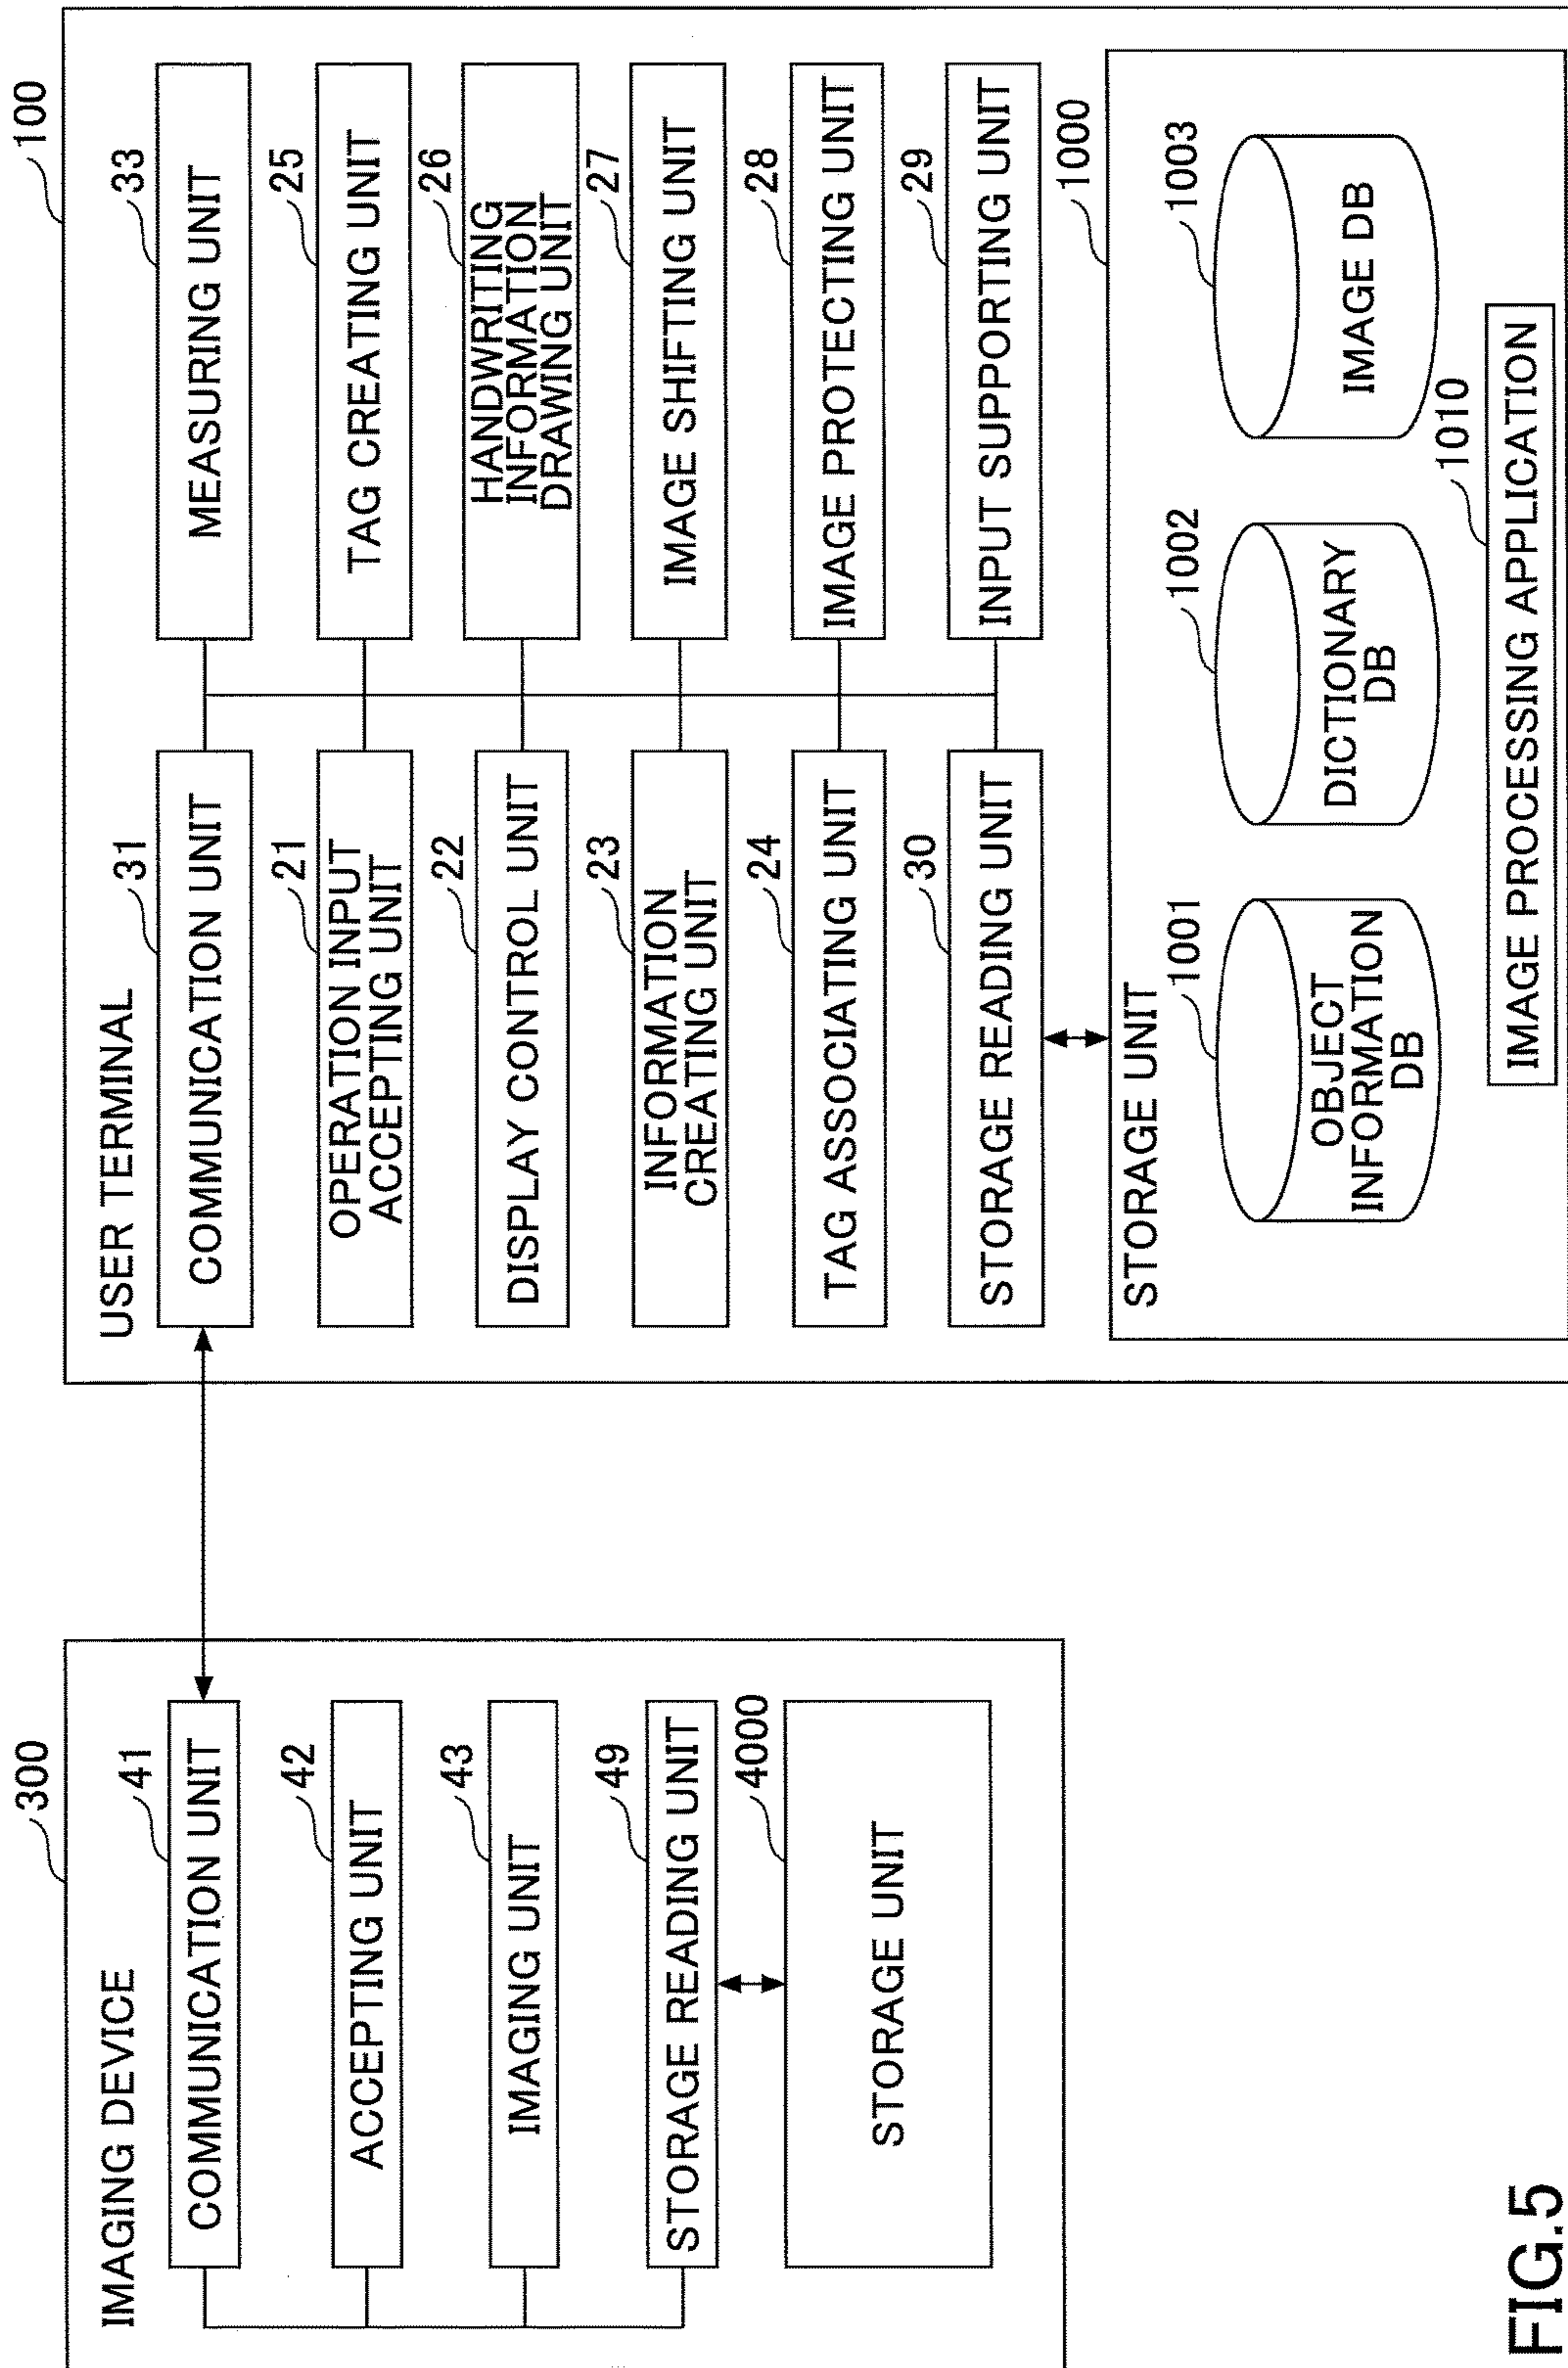 FIG.5
300
IMAGING DEVICE
41
COMMUNICATION UNIT
42
ACCEPTING UNIT
43
IMAGING UNIT
49
STORAGE READING UNIT
4000
STORAGE UNIT
100
USER TERMINAL
31
COMMUNICATION UNIT
21
OPERATION INPUT
ACCEPTING UNIT
22
DISPLAY CONTROL UNIT
23
INFORMATION
CREATING UNIT
24
TAG ASSOCIATING UNIT
30
STORAGE READING UNIT
33
MEASURING UNIT
25
TAG CREATING UNIT
26
HANDWRITING
INFORMATION
DRAWING UNIT
27
IMAGE SHIFTING UNIT
28
IMAGE PROTECTING UNIT
29
INPUT SUPPORTING UNIT
1000
STORAGE UNIT
1001
OBJECT
INFORMATION
DB
1002
DICTIONARY
DB
1003
IMAGE DB
1010
IMAGE PROCESSING APPLICATION